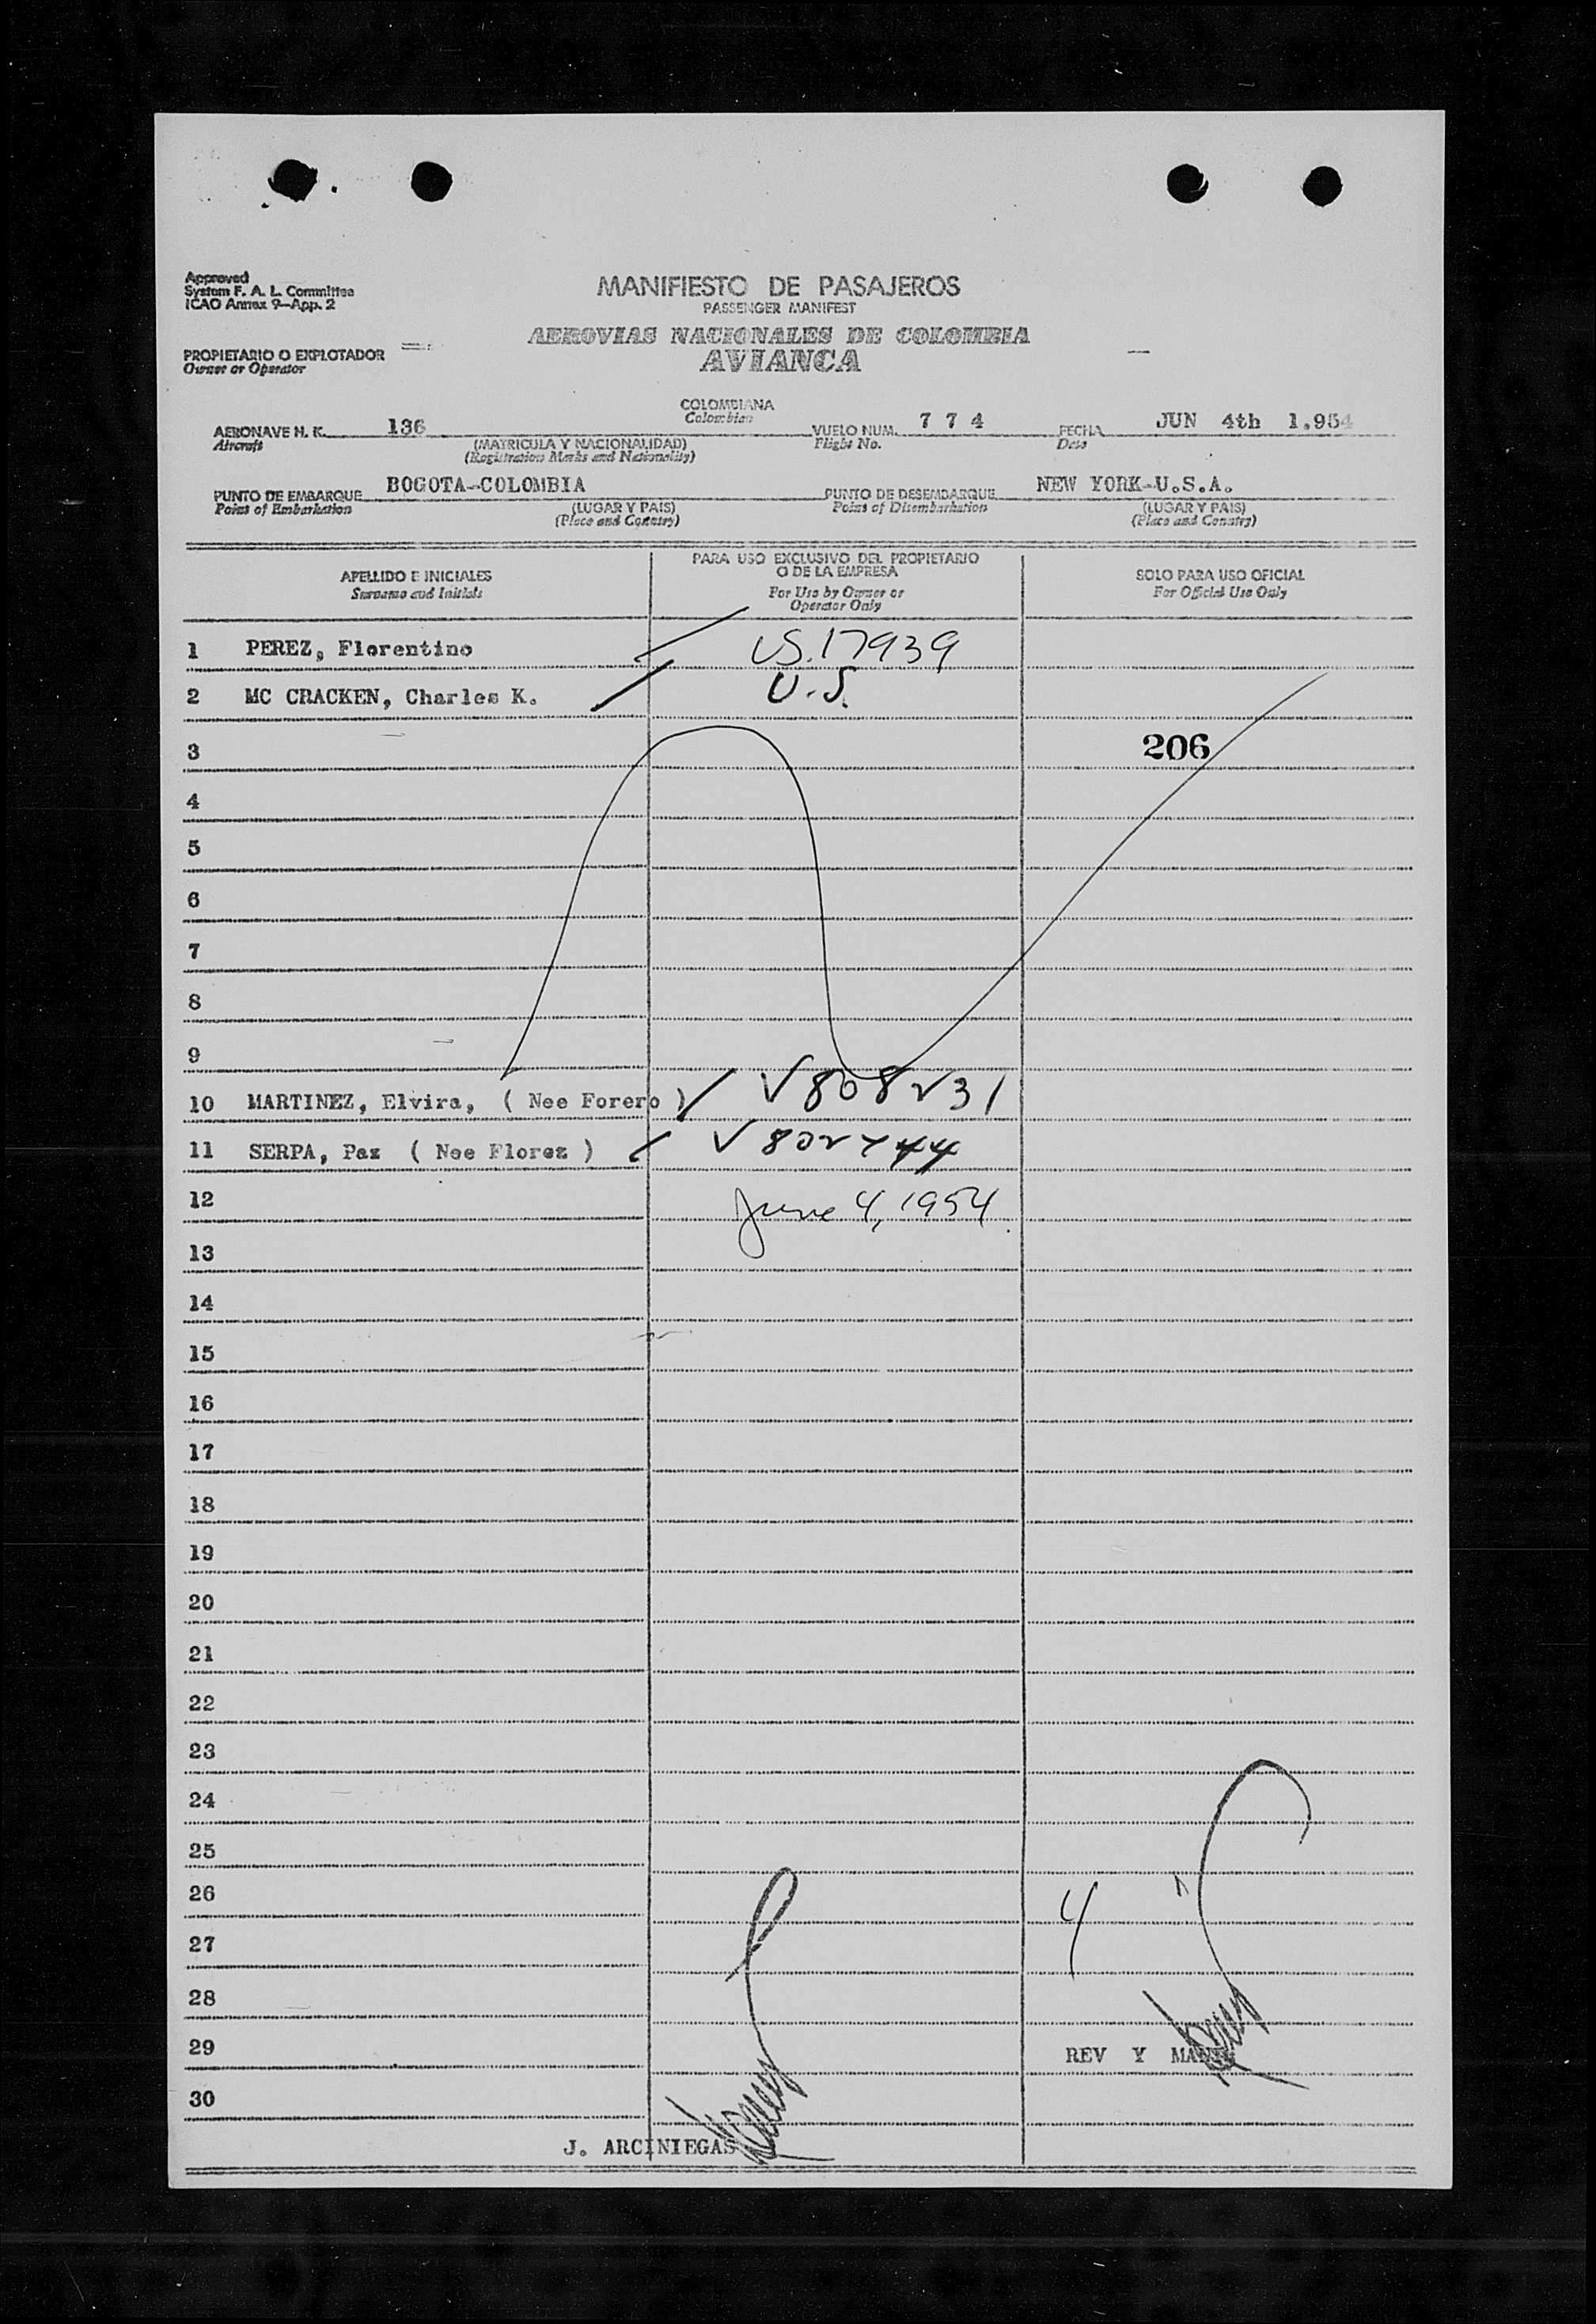 Approved
System F. A. L. Committee
ICAO Annex 9—App. 2
MANIFIESTO DE PASAJEROS
PASSENGER MANIFEST
AEROVIAS NACIONALES DE COLOMBIA
AVIANCA
PROPIETARIO O EXPLOTADOR
Owner or Operator
COLOMBIANA
Colombian
AERONAVE H. K. 136
Aircraft
(MATRICULA Y NACIONALIDAD)
(Registration Marks and Nationality)
VUELO NUM. 7 7 4
Flight No.
FECHA JUN 4th 1.954
Date
PUNTO DE EMBARQUE BOGOTA-COLOMBIA
Point of Embarkation
(LUGAR Y PAIS)
(Place and Country)
PUNTO DE DESEMBARQUE NEW YORK-U.S.A.
Point of Disembarkation
(LUGAR Y PAIS)
(Place and Country)
APELLIDO E INICIALES
Surname and Initials
PARA USO EXCLUSIVO DEL PROPIETARIO
O DE LA EMPRESA
For Use by Owner or
Operator Only
SOLO PARA USO OFICIAL
For Official Use Only
1 PEREZ, Florentino US.17939
2 MC CRACKEN, Charles K. U.S.
3 206
4
5
6
7
8
9
10 MARTINEZ, Elvira, ( Nee Forero ) V808231
11 SERPA, Paz ( Nee Florez ) V802744
12 June 4, 1954
13
14
15
16
17
18
19
20
21
22
23
24
25
26 4
27
28
29 REV Y
30
J. ARCINIEGAS